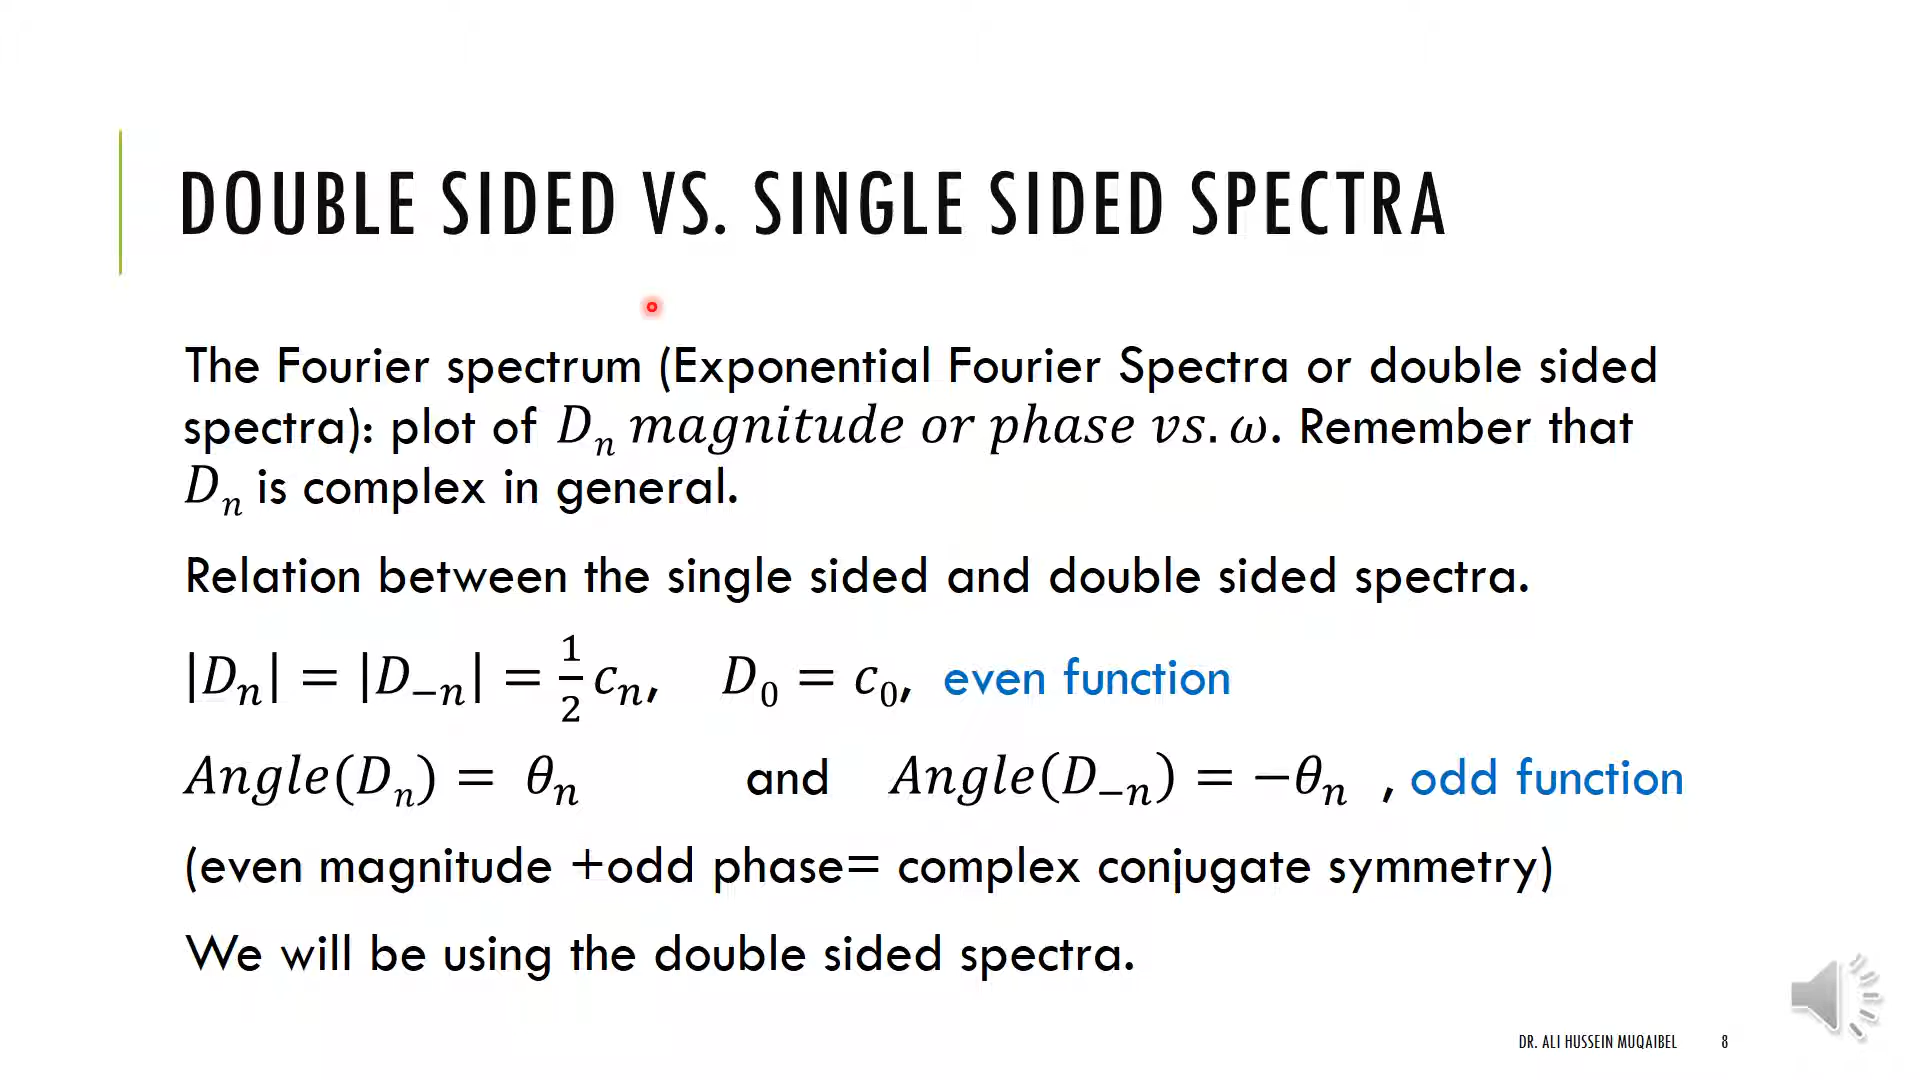 DOUBLE SIDED VS. SINGLE SIDED SPECTRA
The Fourier spectrum (Exponential Fourier Spectra or double sided
spectra): plot of Dₙ magnitude or phase vs. ω. Remember that
Dₙ is complex in general.
Relation between the single sided and double sided spectra.
|Dₙ| = |D₋ₙ| = ½ cₙ, D₀ = c₀, even function
Angle(Dₙ) = θₙ and Angle(D₋ₙ) = −θₙ , odd function
(even magnitude +odd phase= complex conjugate symmetry)
We will be using the double sided spectra.
DR. ALI HUSSEIN MUQAIBEL 8